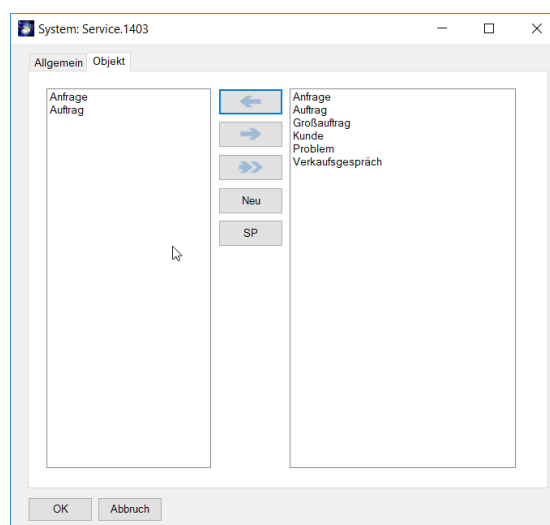 System: Service.1403
Allgemein Objekt
Anfrage
Auftrag
Neu
SP
Anfrage
Auftrag
Großauftrag
Kunde
Problem
Verkaufsgespräch
OK Abbruch